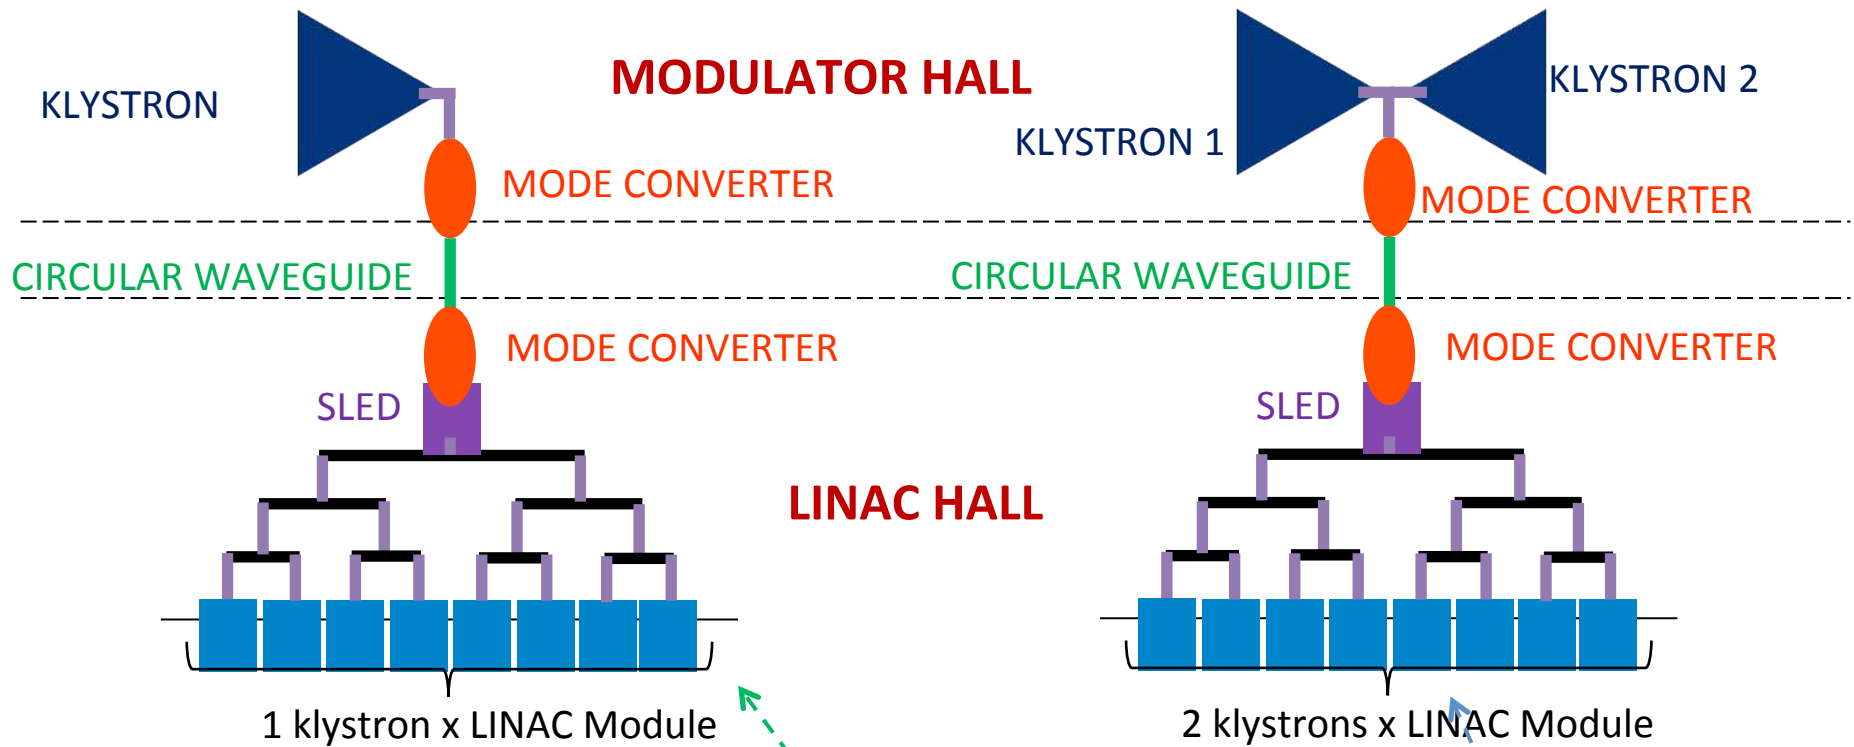 MODULATOR HALL
KLYSTRON
KLYSTRON 1
KLYSTRON 2
MODE CONVERTER
MODE CONVERTER
CIRCULAR WAVEGUIDE
CIRCULAR WAVEGUIDE
MODE CONVERTER
MODE CONVERTER
SLED
SLED
LINAC HALL
1 klystron x LINAC Module
2 klystrons x LINAC Module